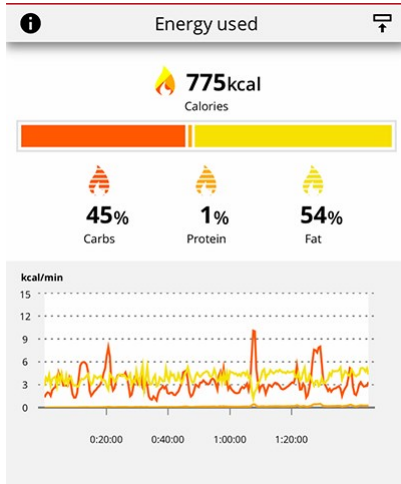 Energy used
775kcal
Calories
45% 1% 54%
Carbs Protein Fat
kcal/min
15
12
9
6
3
0
0:20:00 0:40:00 1:00:00 1:20:00